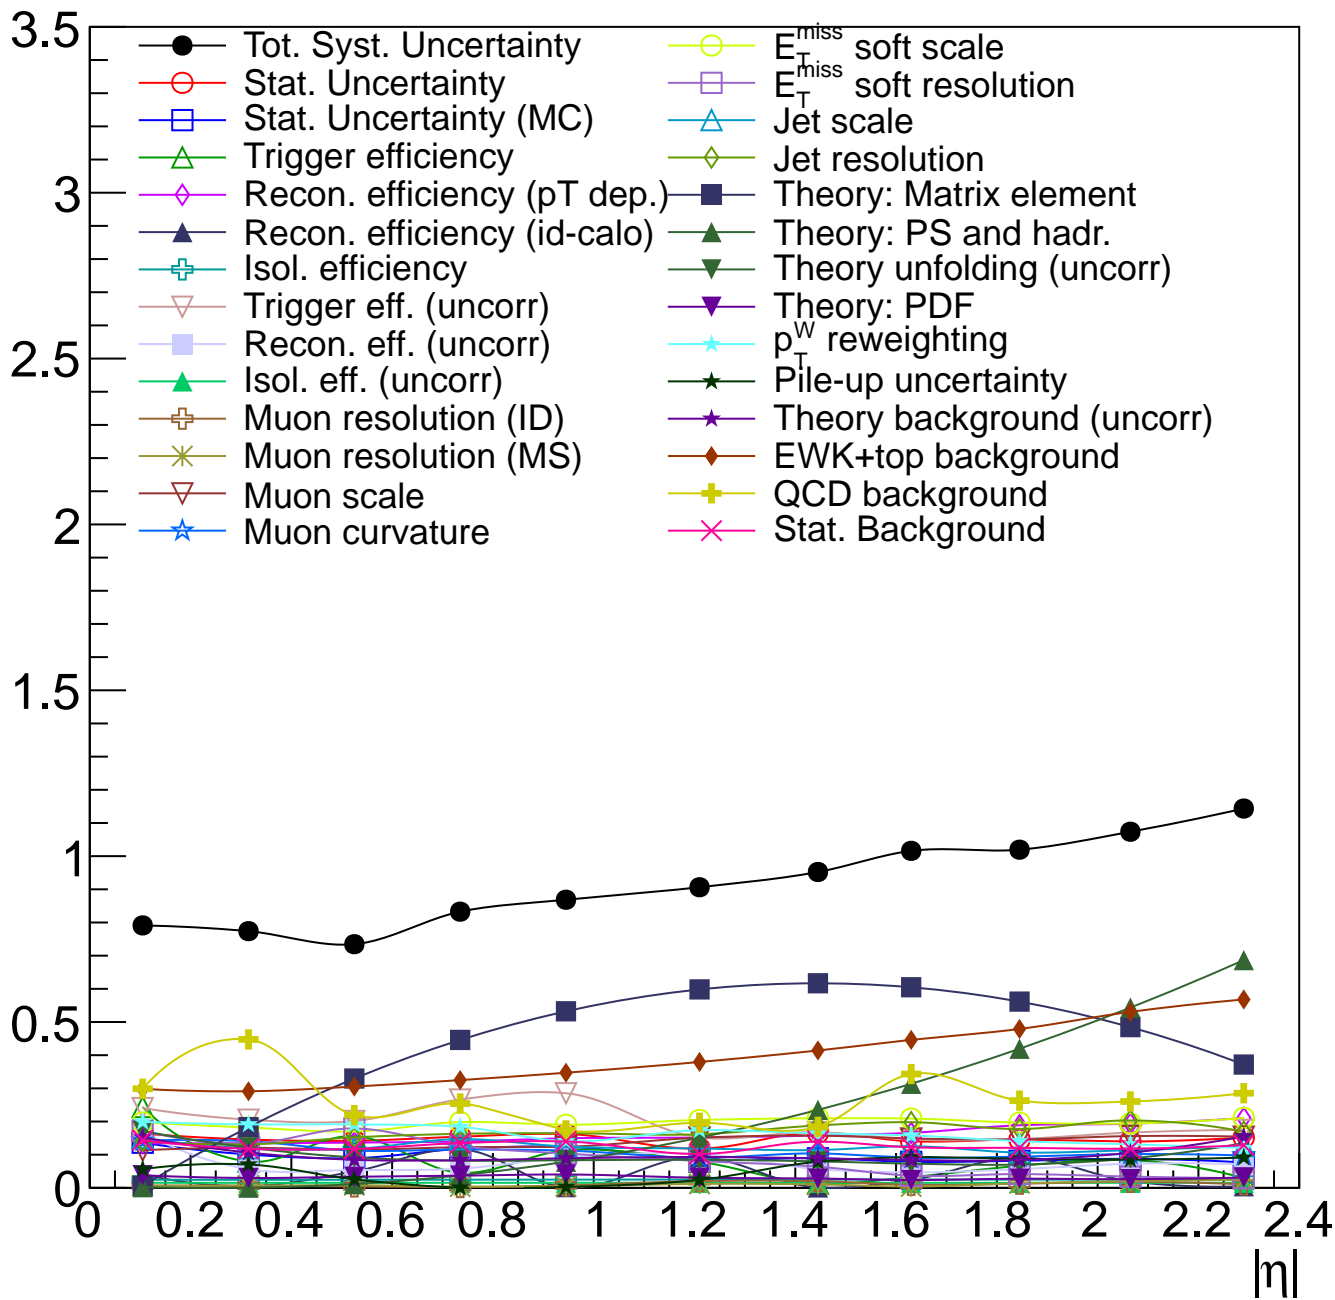 3.5
3
2.5
2
1.5
1
0.5
0
Tot. Syst. Uncertainty
Stat. Uncertainty
Stat. Uncertainty (MC)
Trigger efficiency
Recon. efficiency (pT dep.)
Recon. efficiency (id-calo)
Isol. efficiency
Trigger eff. (uncorr)
Recon. eff. (uncorr)
Isol. eff. (uncorr)
Muon resolution (ID)
Muon resolution (MS)
Muon scale
Muon curvature
E_T^miss soft scale
E_T^miss soft resolution
Jet scale
Jet resolution
Theory: Matrix element
Theory: PS and hadr.
Theory unfolding (uncorr)
Theory: PDF
p_T^W reweighting
Pile-up uncertainty
Theory background (uncorr)
EWK+top background
QCD background
Stat. Background
0 0.2 0.4 0.6 0.8 1 1.2 1.4 1.6 1.8 2 2.2 2.4
|η|